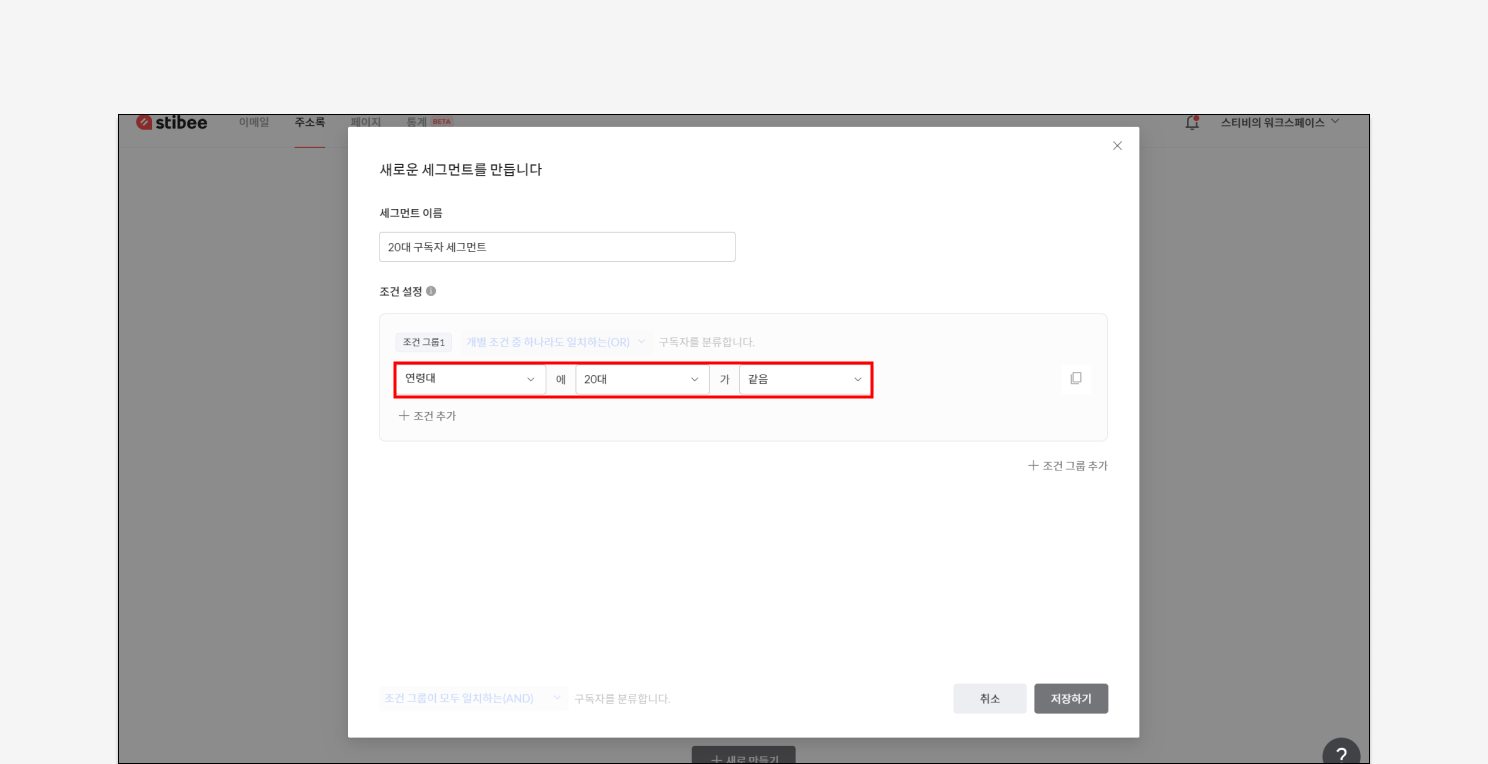 stibee 이메일 주소록 페이지 통계 BETA 스티비의 워크스페이스
새로운 세그먼트를 만듭니다
세그먼트 이름
20대 구독자 세그먼트
조건 설정
조건 그룹1 개별 조건 중 하나라도 일치하는(OR) 구독자를 분류합니다.
연령대 에 20대 가 같음
+ 조건 추가
+ 조건 그룹 추가
조건 그룹이 모두 일치하는(AND) 구독자를 분류합니다.
취소 저장하기
+ 새로 만들기
?